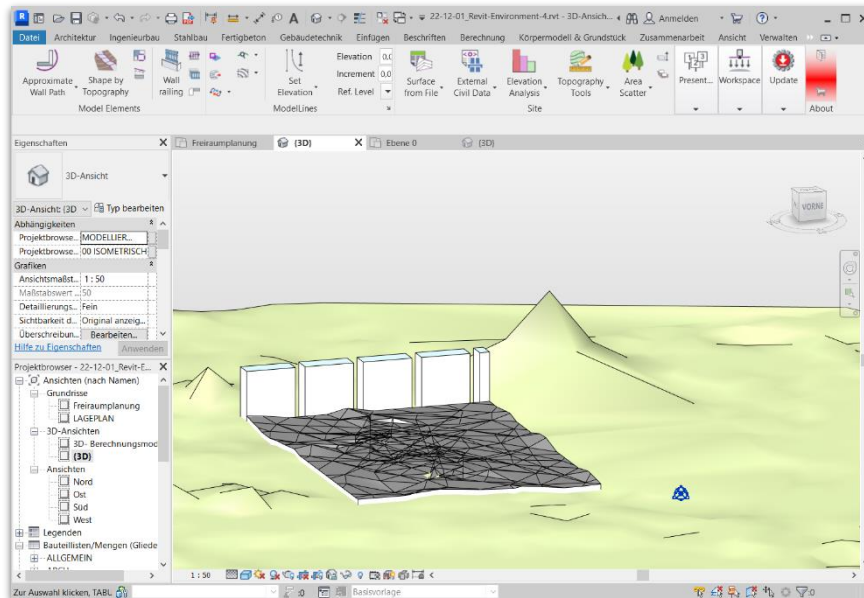 22-12-01_Revit-Environment-4.rvt - 3D-Ansich...
Anmelden
Datei Architektur Ingenieurbau Stahlbau Fertigbeton Gebäudetechnik Einfügen Beschriften Berechnung Körpermodell & Grundstück Zusammenarbeit Ansicht Verwalten
Approximate Wall Path
Shape by Topography
Wall railing
Model Elements
Set Elevation
Elevation
Increment
Ref. Level
ModelLines
Surface from File
External Civil Data
Elevation Analysis
Topography Tools
Area Scatter
Site
Present...
Workspace
Update
About
Eigenschaften
3D-Ansicht
3D-Ansicht: (3D
Typ bearbeiten
Abhängigkeiten
Projektbrowse... MODELLIER...
Projektbrowse... 00 ISOMETRISCH
Grafiken
Ansichtsmaßst... 1 : 50
Maßstabswert ... 50
Detaillierungs... Fein
Sichtbarkeit d... Original anzeig...
Überschreibun... Bearbeiten...
Hilfe zu Eigenschaften
Anwenden
Projektbrowser - 22-12-01_Revit-E...
Ansichten (nach Namen)
Grundrisse
Freiraumplanung
LAGEPLAN
3D-Ansichten
3D- Berechnungsmod
(3D)
Ansichten
Nord
Ost
Süd
West
Legenden
Bauteillisten/Mengen (Gliede
ALLGEMEIN
Freiraumplanung
(3D)
Ebene 0
(3D)
VORNE
1 : 50
Zur Auswahl klicken, TABU
:0
Basisvorlage
:0